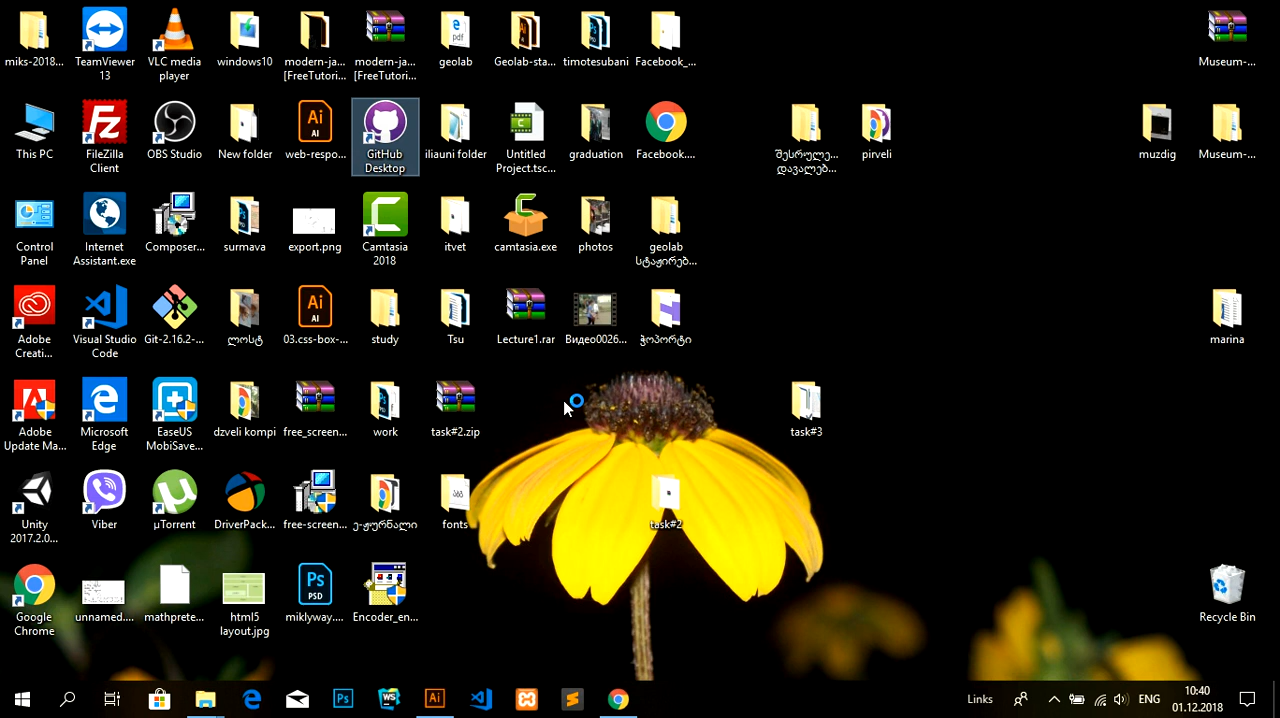 miks-2018...
TeamViewer
13
VLC media
player
windows10
modern-ja...
[FreeTutori...
modern-ja...
[FreeTutori...
geolab
Geolab-sta...
timotesubani
Facebook_...
Museum-...
This PC
FileZilla
Client
OBS Studio
New folder
web-respo...
GitHub
Desktop
iliauni folder
Untitled
Project.tsc...
graduation
Facebook....
შესრულე...
დავალებ...
pirveli
muzdig
Museum-...
Control
Panel
Internet
Assistant.exe
Composer...
surmava
export.png
Camtasia
2018
itvet
camtasia.exe
photos
geolab
სტაჟირებ...
Adobe
Creati...
Visual Studio
Code
Git-2.16.2-...
ლოსტ
03.css-box-...
study
Tsu
Lecture1.rar
Видео0026...
ჭოპორტი
marina
Adobe
Update Ma...
Microsoft
Edge
EaseUS
MobiSave...
dzveli kompi
free_screen...
work
task#2.zip
task#3
Unity
2017.2.0...
Viber
µTorrent
DriverPack...
free-screen...
ე-ჟურნალი
fonts
task#2
Google
Chrome
unnamed....
mathprete...
html5
layout.jpg
miklyway....
Encoder_en...
Recycle Bin
Links
ENG
10:40
01.12.2018